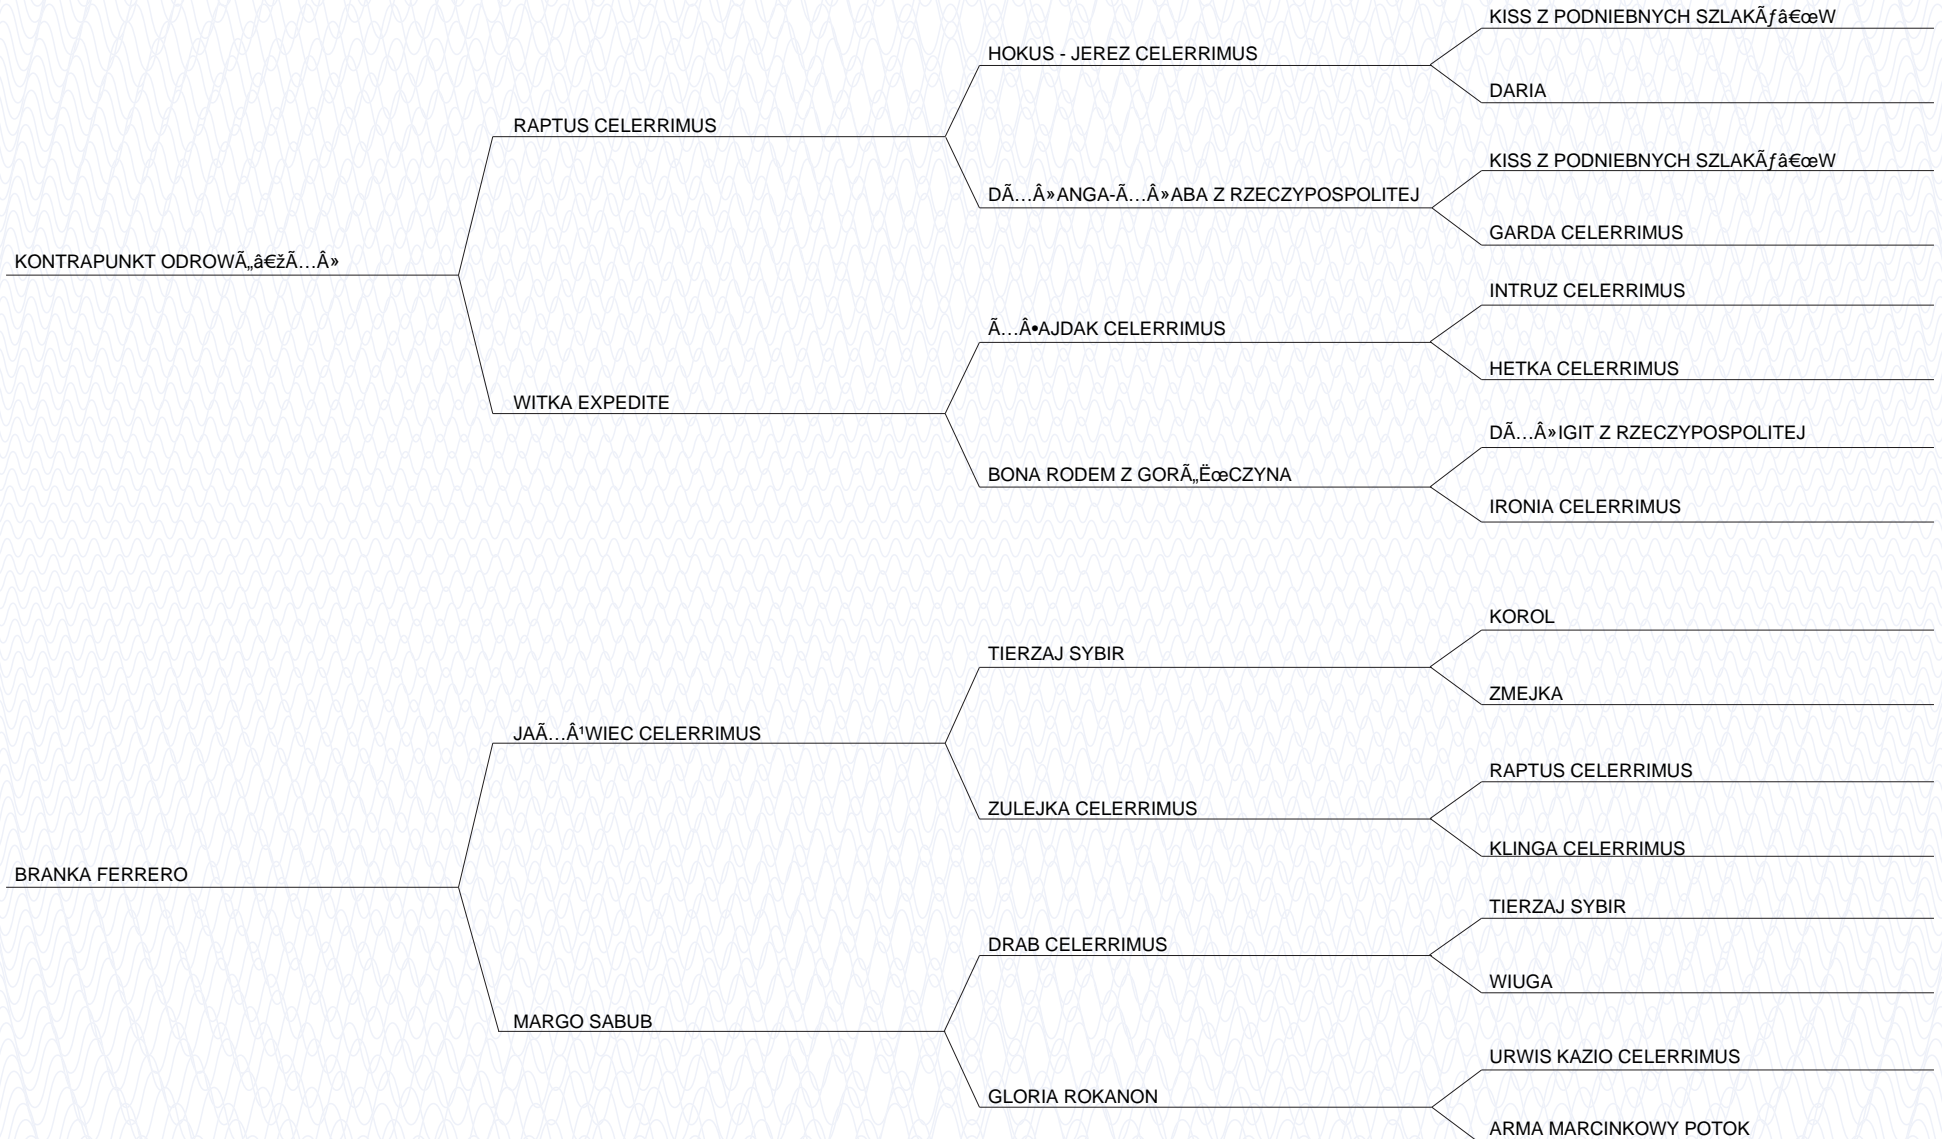 KISS Z PODNIEBNYCH SZLAKÃƒâ€œW
HOKUS - JEREZ CELERRIMUS
DARIA
RAPTUS CELERRIMUS
KISS Z PODNIEBNYCH SZLAKÃƒâ€œW
DÃ…Â»ANGA-Ã…Â»ABA Z RZECZYPOSPOLITEJ
GARDA CELERRIMUS
KONTRAPUNKT ODROWÃ„â€žÃ…Â»
INTRUZ CELERRIMUS
Ã…Â•AJDAK CELERRIMUS
HETKA CELERRIMUS
WITKA EXPEDITE
DÃ…Â»IGIT Z RZECZYPOSPOLITEJ
BONA RODEM Z GORÃ„ËœCZYNA
IRONIA CELERRIMUS
KOROL
TIERZAJ SYBIR
ZMEJKA
JAÃ…Â¹WIEC CELERRIMUS
RAPTUS CELERRIMUS
ZULEJKA CELERRIMUS
KLINGA CELERRIMUS
BRANKA FERRERO
TIERZAJ SYBIR
DRAB CELERRIMUS
WIUGA
MARGO SABUB
URWIS KAZIO CELERRIMUS
GLORIA ROKANON
ARMA MARCINKOWY POTOK